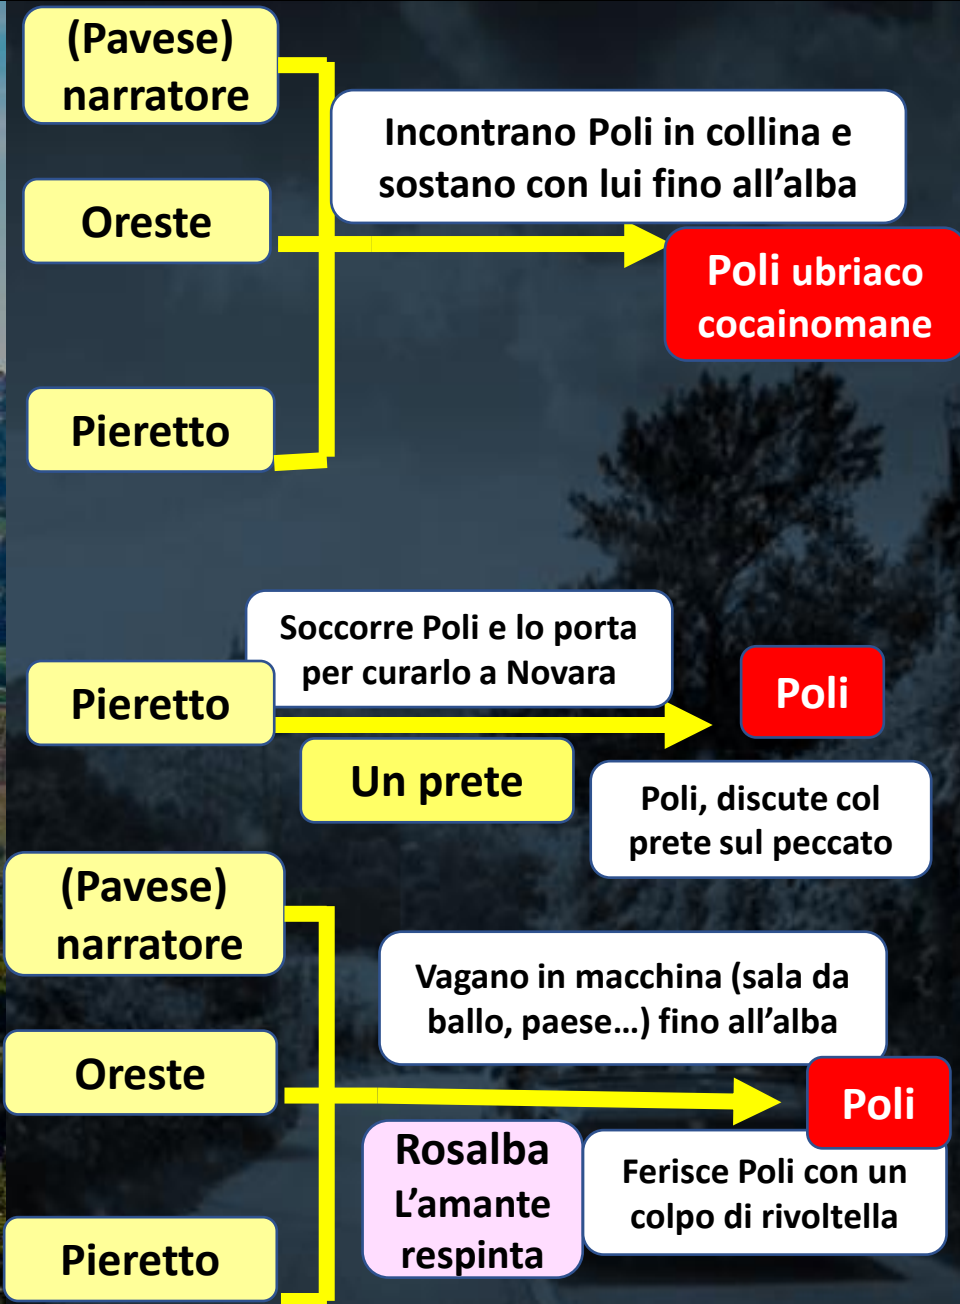 (Pavese)
narratore
Incontrano Poli in collina e
sostano con lui fino all’alba
Oreste
Poli ubriaco
cocainomane
Pieretto
Soccorre Poli e lo porta
per curarlo a Novara
Pieretto
Poli
Un prete
Poli, discute col
prete sul peccato
(Pavese)
narratore
Vagano in macchina (sala da
ballo, paese...) fino all’alba
Oreste
Poli
Rosalba
L’amante
respinta
Ferisce Poli con un
colpo di rivoltella
Pieretto